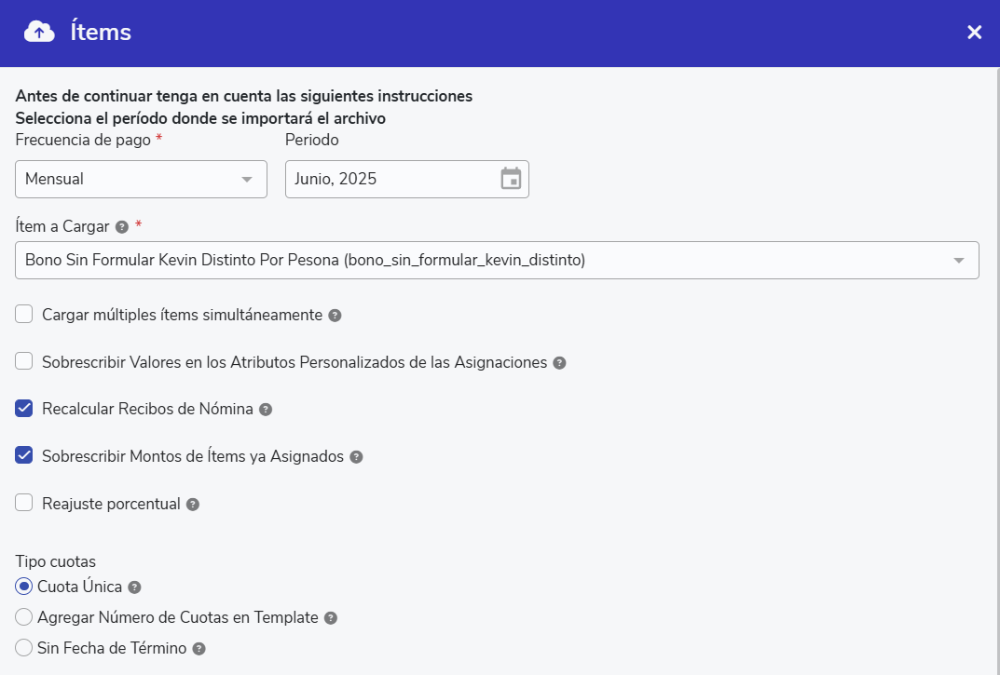 Ítems
Antes de continuar tenga en cuenta las siguientes instrucciones
Selecciona el período donde se importará el archivo
Frecuencia de pago *
Periodo
Mensual
Junio, 2025
Ítem a Cargar ? *
Bono Sin Formular Kevin Distinto Por Pesona (bono_sin_formular_kevin_distinto)
Cargar múltiples ítems simultáneamente ?
Sobrescribir Valores en los Atributos Personalizados de las Asignaciones ?
Recalcular Recibos de Nómina ?
Sobrescribir Montos de Ítems ya Asignados ?
Reajuste porcentual ?
Tipo cuotas
Cuota Única ?
Agregar Número de Cuotas en Template ?
Sin Fecha de Término ?